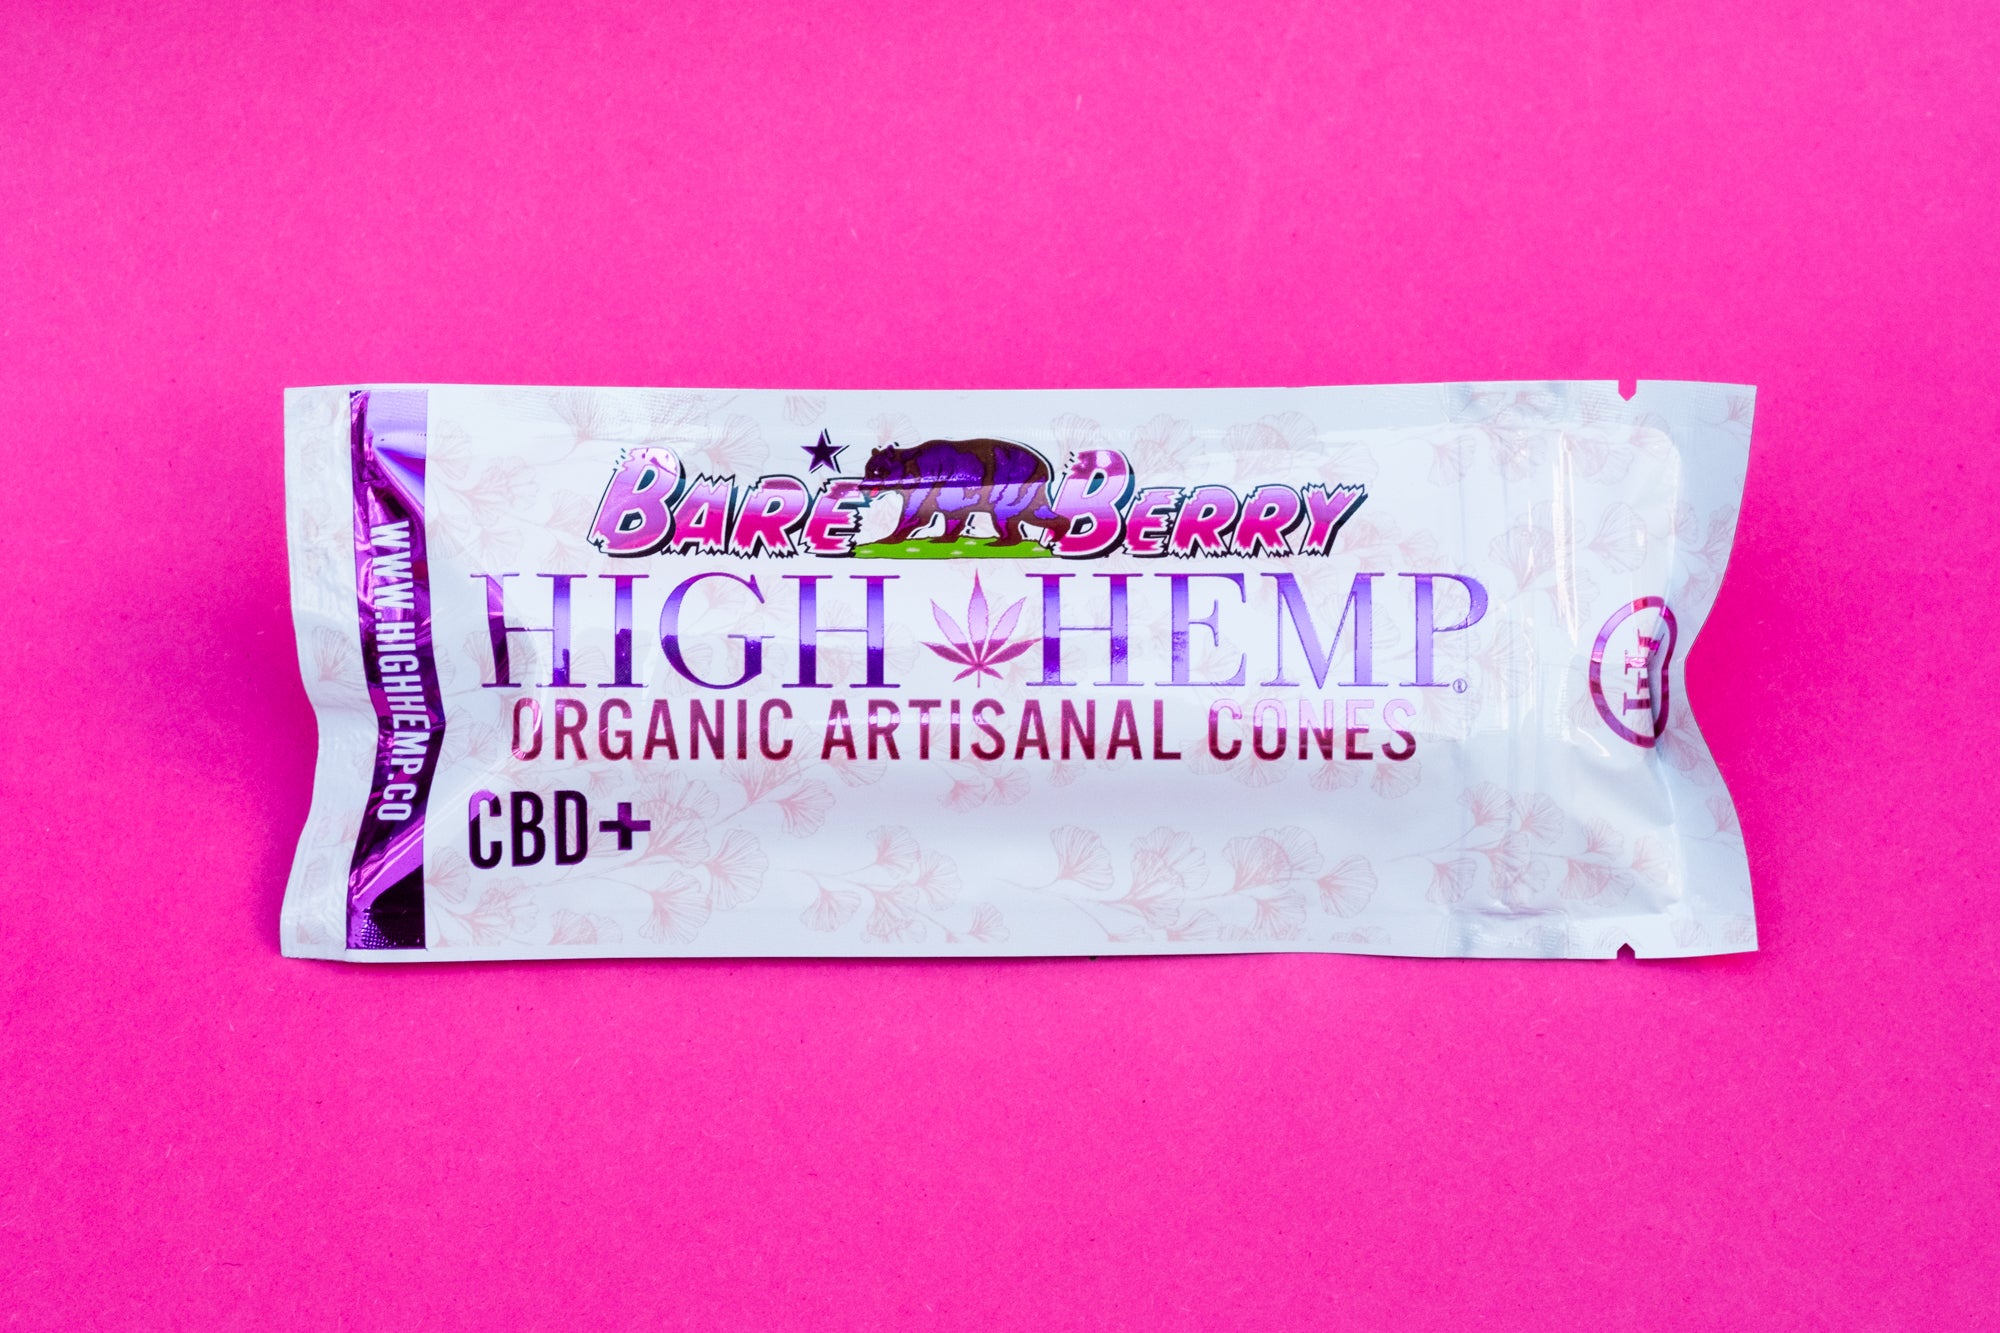 BARE BERRY
HIGH HEMP®
ORGANIC ARTISANAL CONES
CBD+
WWW.HIGHHEMP.CO